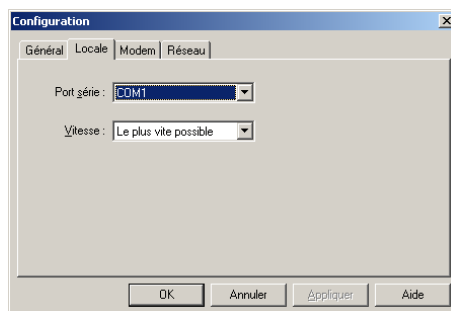 Configuration
Général Locale Modem Réseau
Port série : COM1
Vitesse : Le plus vite possible
OK Annuler Appliquer Aide